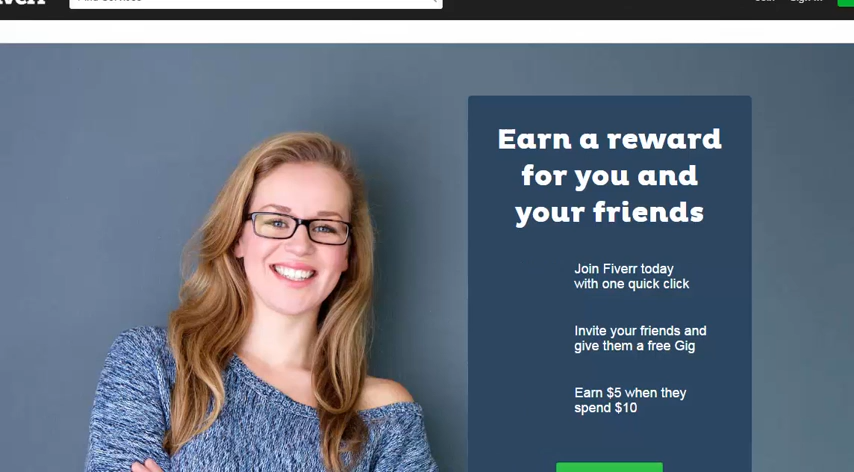 Earn a reward
for you and
your friends
Join Fiverr today
with one quick click
Invite your friends and
give them a free Gig
Earn $5 when they
spend $10